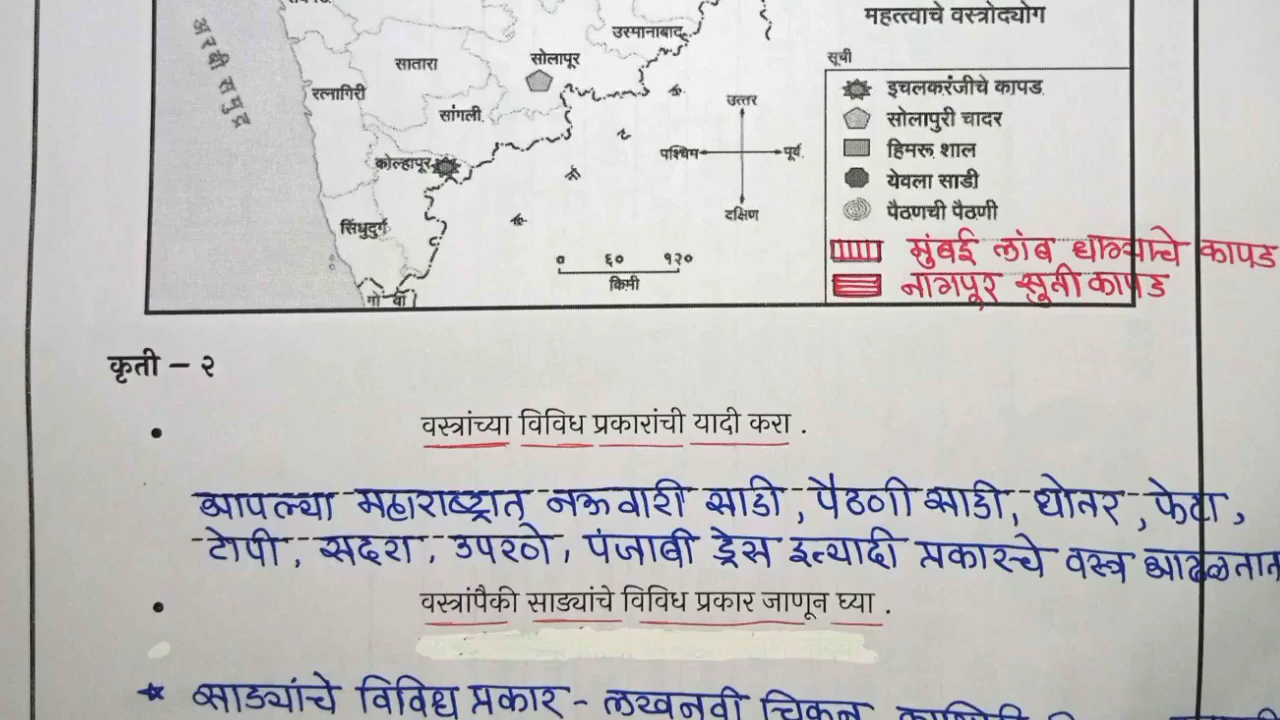 महत्त्वाचे वस्त्रोद्योग
उस्मानाबाद
सूची
अरबी समुद्र
सातारा
सोलापूर
इचलकरंजीचे कापड
रत्नागिरी
उत्तर
सोलापुरी चादर
सांगली
हिमरू शाल
पश्चिम पूर्व
कोल्हापूर
येवला साडी
पैठणची पैठणी
दक्षिण
सिंधुदुर्ग
मुंबई लांब धाग्याचे कापड
० ६० १२०
किमी
नागपूर सुती कापड
गोवा
कृती – २
वस्त्रांच्या विविध प्रकारांची यादी करा .
आपल्या महाराष्ट्रात नऊवारी साडी, पैठणी साडी, धोतर, फेटा,
टोपी, सदरा, उपरणे, पंजाबी ड्रेस इत्यादी प्रकारचे वस्त्र आढळतात
वस्त्रांपैकी साड्यांचे विविध प्रकार जाणून घ्या .
* साड्यांचे विविध प्रकार - लखनवी चिकन